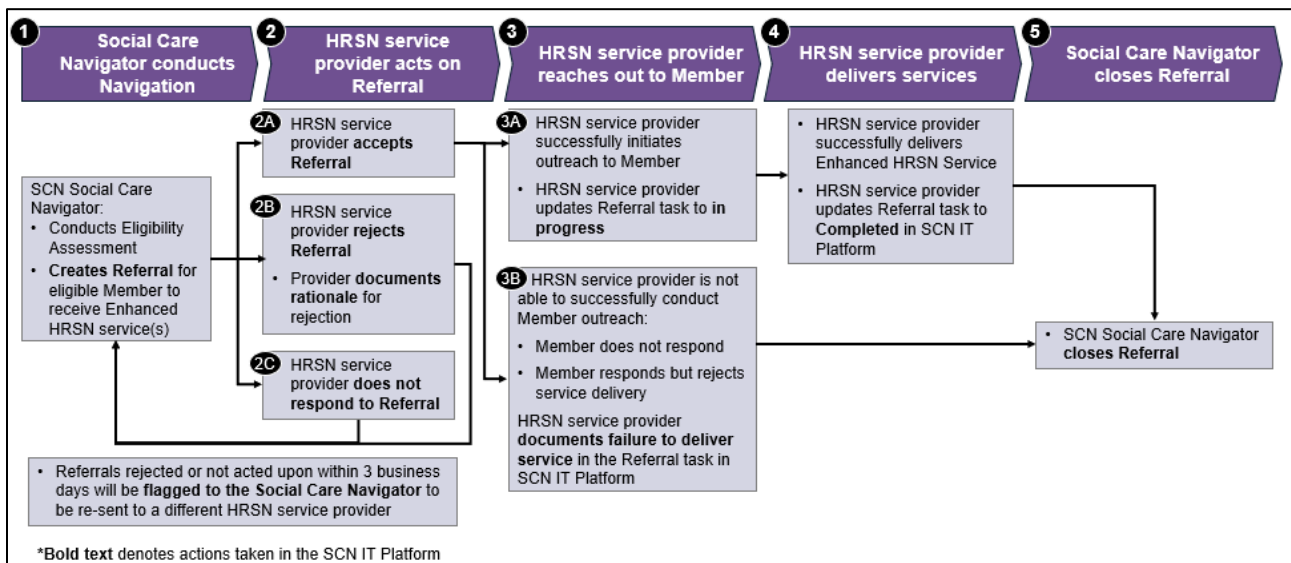 1
Social Care
Navigator conducts
Navigation
2
HRSN service
provider acts on
Referral
3
HRSN service provider
reaches out to Member
4
HRSN service provider
delivers services
5
Social Care Navigator
closes Referral
SCN Social Care
Navigator:
• Conducts Eligibility
Assessment
• Creates Referral for
eligible Member to
receive Enhanced
HRSN service(s)
2A
HRSN service
provider accepts
Referral
2B
HRSN service
provider rejects
Referral
• Provider documents
rationale for
rejection
2C
HRSN service
provider does not
respond to Referral
• Referrals rejected or not acted upon within 3 business
days will be flagged to the Social Care Navigator to
be re-sent to a different HRSN service provider
3A
• HRSN service provider
successfully initiates
outreach to Member
• HRSN service provider
updates Referral task to in
progress
3B
HRSN service provider is not
able to successfully conduct
Member outreach:
• Member does not respond
• Member responds but rejects
service delivery
HRSN service provider
documents failure to deliver
service in the Referral task in
SCN IT Platform
• HRSN service provider
successfully delivers
Enhanced HRSN Service
• HRSN service provider
updates Referral task to
Completed in SCN IT
Platform
• SCN Social Care Navigator
closes Referral
*Bold text denotes actions taken in the SCN IT Platform